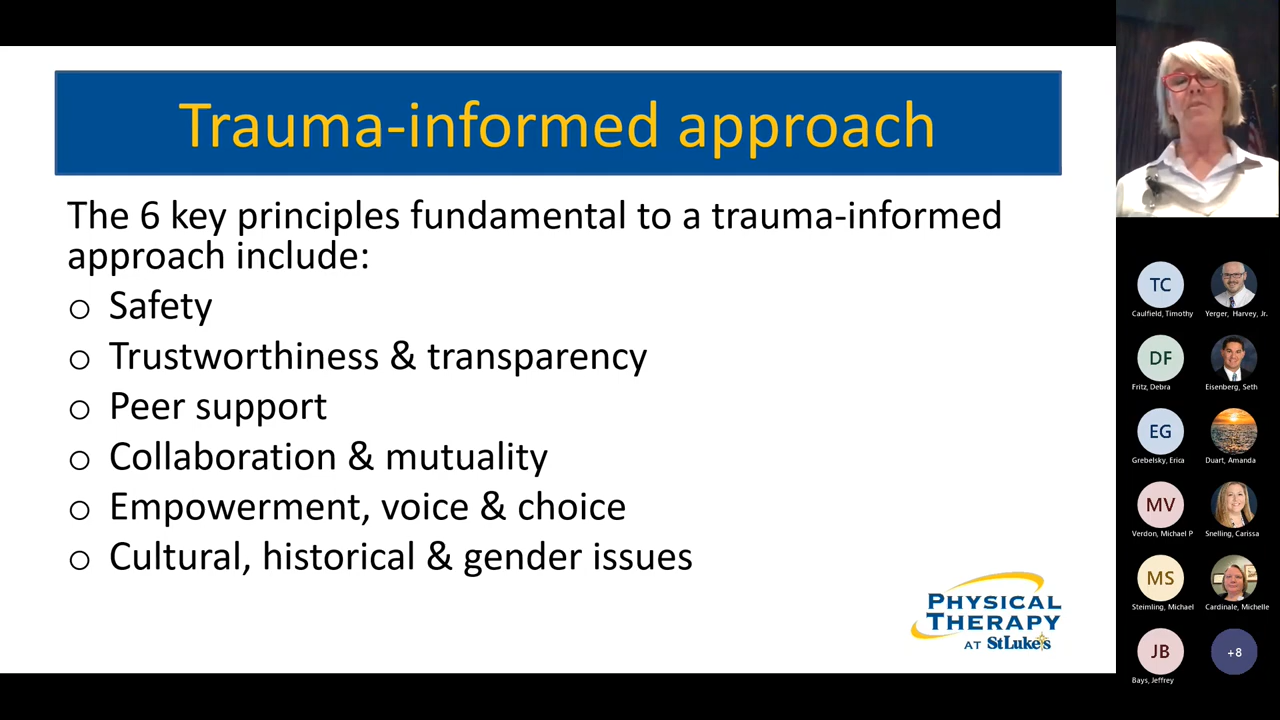 Trauma-informed approach
The 6 key principles fundamental to a trauma-informed
approach include:
o Safety
o Trustworthiness & transparency
o Peer support
o Collaboration & mutuality
o Empowerment, voice & choice
o Cultural, historical & gender issues
PHYSICAL
THERAPY
AT StLuke's
TC
Caulfield, Timothy
Yerger, Harvey, Jr.
DF
Fritz, Debra
Eisenberg, Seth
EG
Grebelsky, Erica
Duart, Amanda
MV
Verdon, Michael P
Snelling, Carissa
MS
Steimling, Michael
Cardinale, Michelle
JB
+8
Bays, Jeffrey